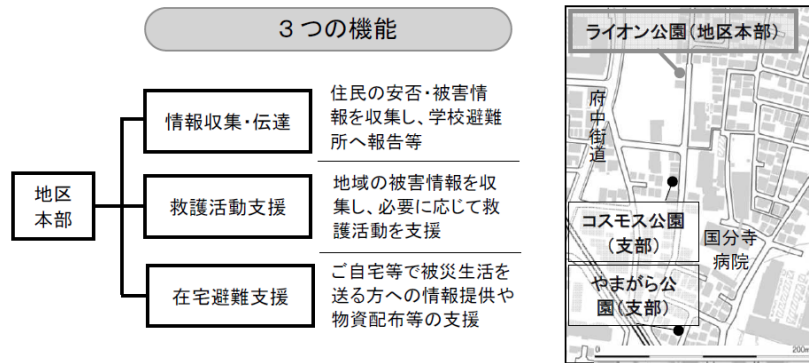 3つの機能
地区
本部
情報収集・伝達
住民の安否・被害情
報を収集し、学校避難
所へ報告等
救護活動支援
地域の被害情報を収
集し、必要に応じて救
護活動を支援
在宅避難支援
ご自宅等で被災生活を
送る方への情報提供や
物資配布等の支援
ライオン公園(地区本部)
府中街道
コスモス公園
(支部)
国分寺
病院
やまがら公
園(支部)
0
200m